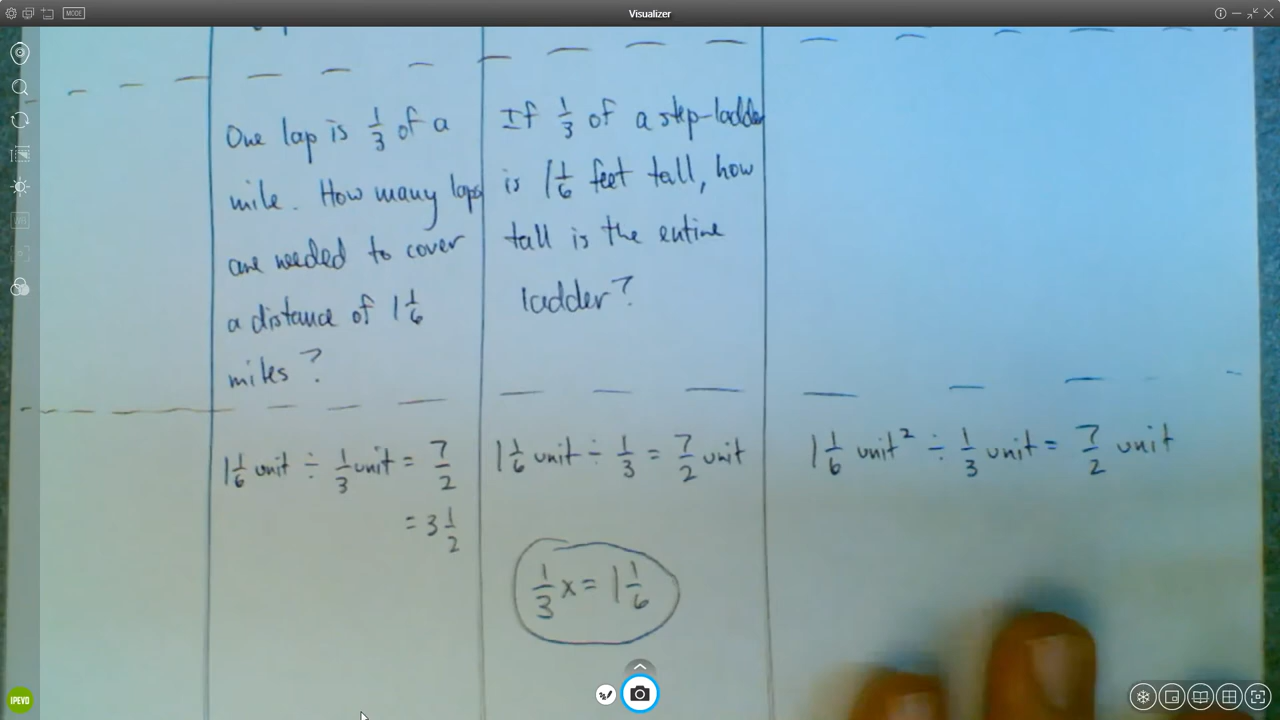 MODE
Visualizer
One lap is 1/3 of a
mile. How many laps
are needed to cover
a distance of 1 1/6
miles?
If 1/3 of a step-ladder
is 1 1/6 feet tall, how
tall is the entire
ladder?
1 1/6 unit ÷ 1/3 unit = 7/2
= 3 1/2
1 1/6 unit ÷ 1/3 = 7/2 unit
1/3 x = 1 1/6
1 1/6 unit² ÷ 1/3 unit = 7/2 unit
IPEVO